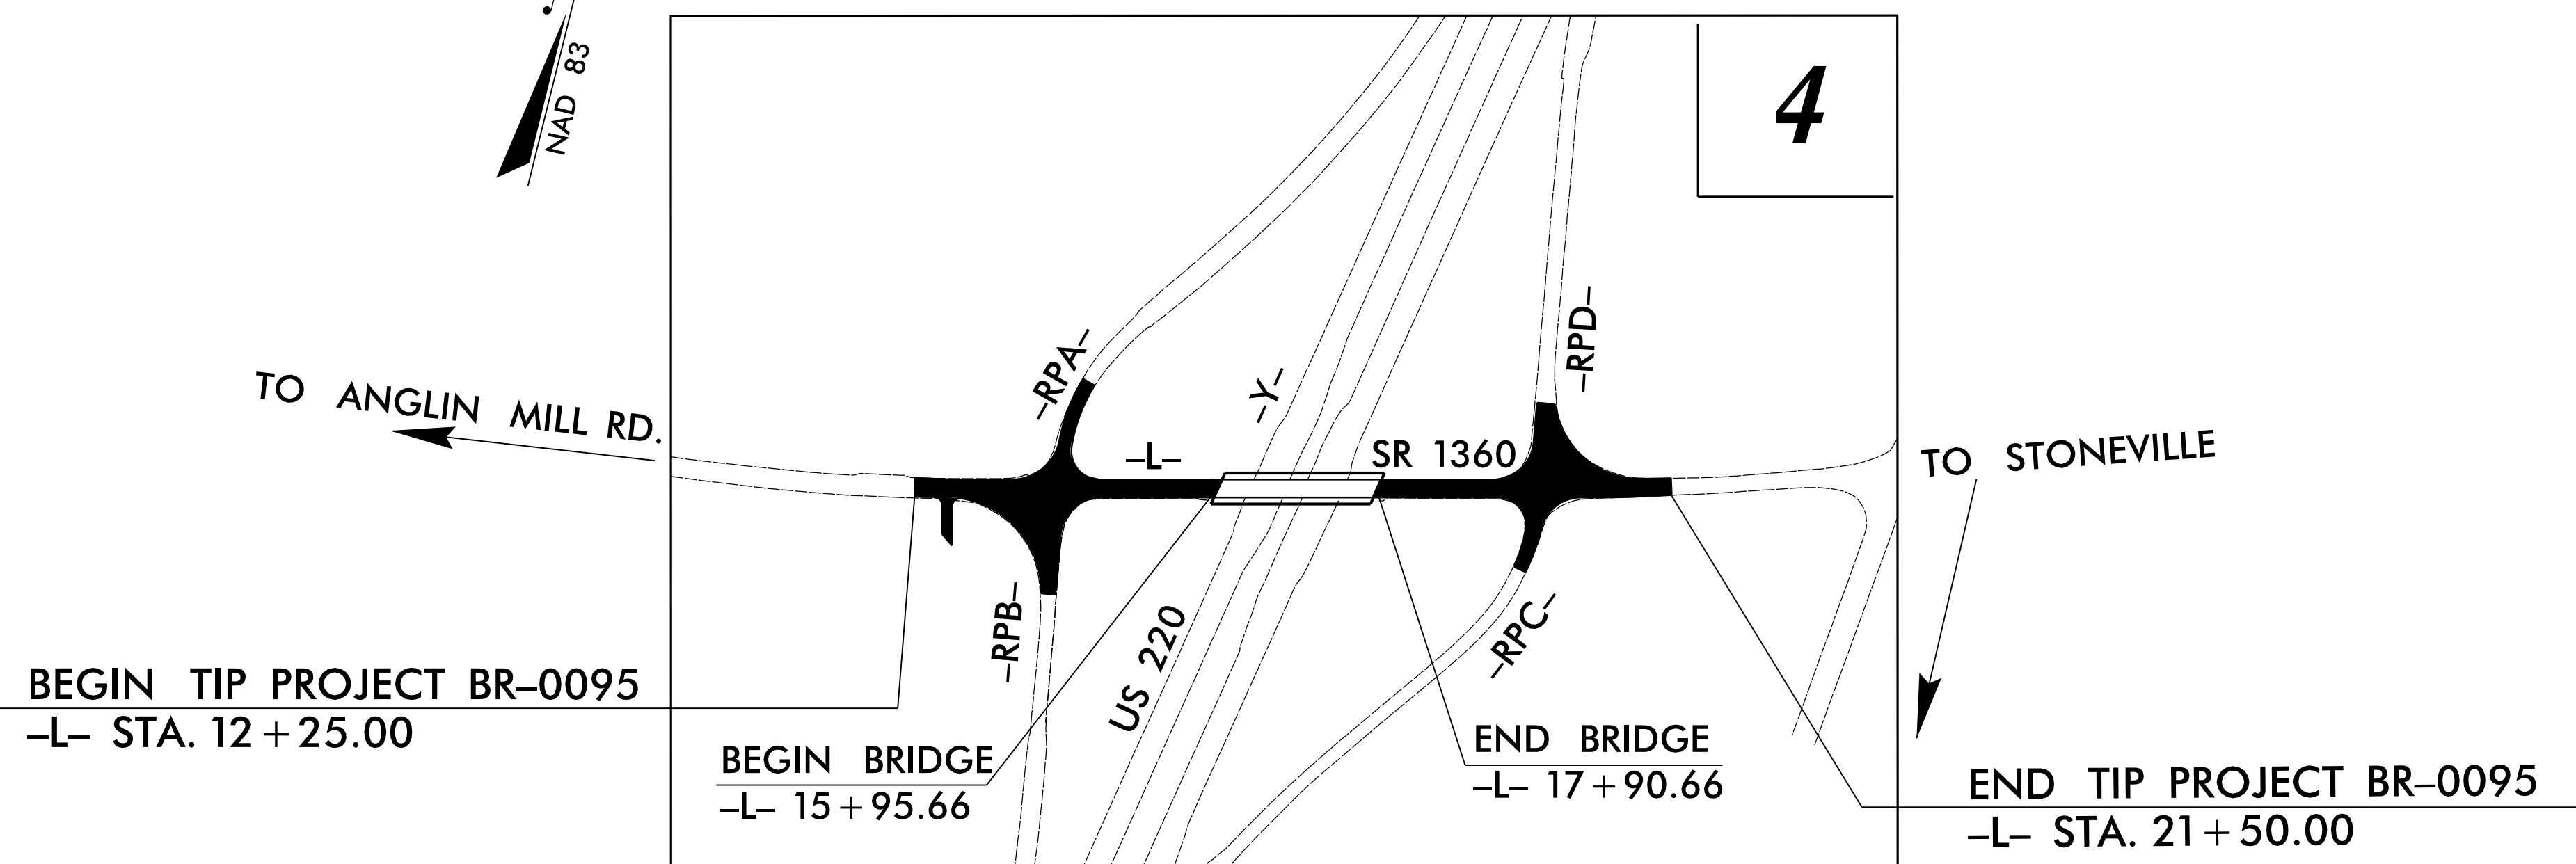 NAD 83
4
TO ANGLIN MILL RD.
–RPA–
–Y–
–RPD–
–L–
SR 1360
TO STONEVILLE
–RPB–
US 220
–RPC–
BEGIN TIP PROJECT BR–0095
–L– STA. 12+25.00
BEGIN BRIDGE
–L– 15+95.66
END BRIDGE
–L– 17+90.66
END TIP PROJECT BR–0095
–L– STA. 21+50.00